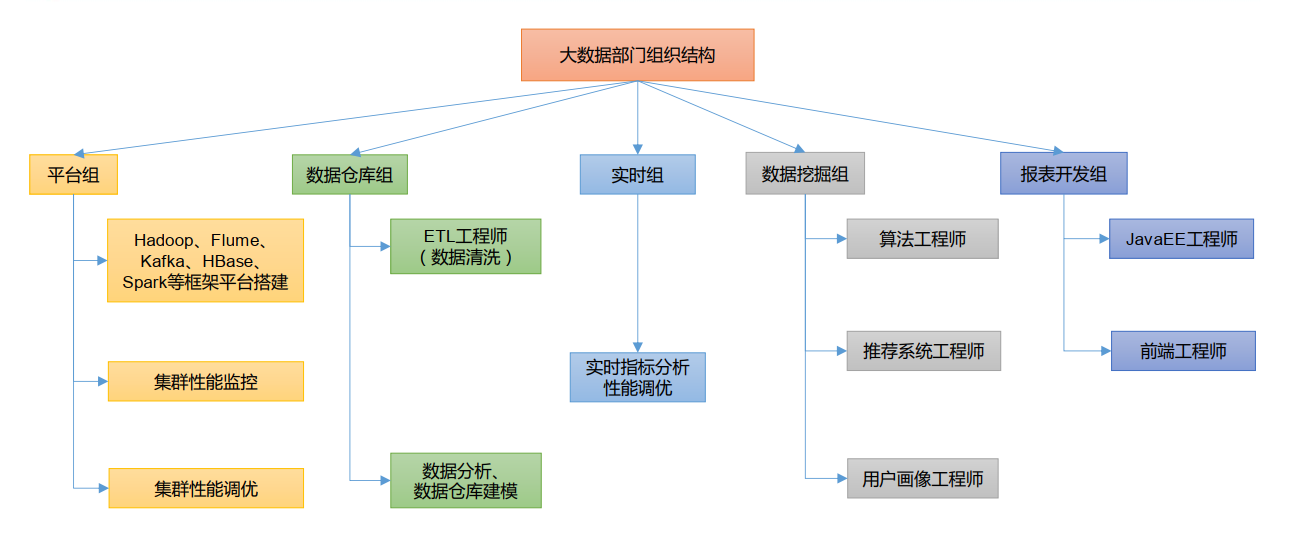 大数据部门组织结构
平台组
数据仓库组
实时组
数据挖掘组
报表开发组
Hadoop、Flume、
Kafka、HBase、
Spark等框架平台搭建
集群性能监控
集群性能调优
ETL工程师
（数据清洗）
数据分析、
数据仓库建模
实时指标分析
性能调优
算法工程师
推荐系统工程师
用户画像工程师
JavaEE工程师
前端工程师